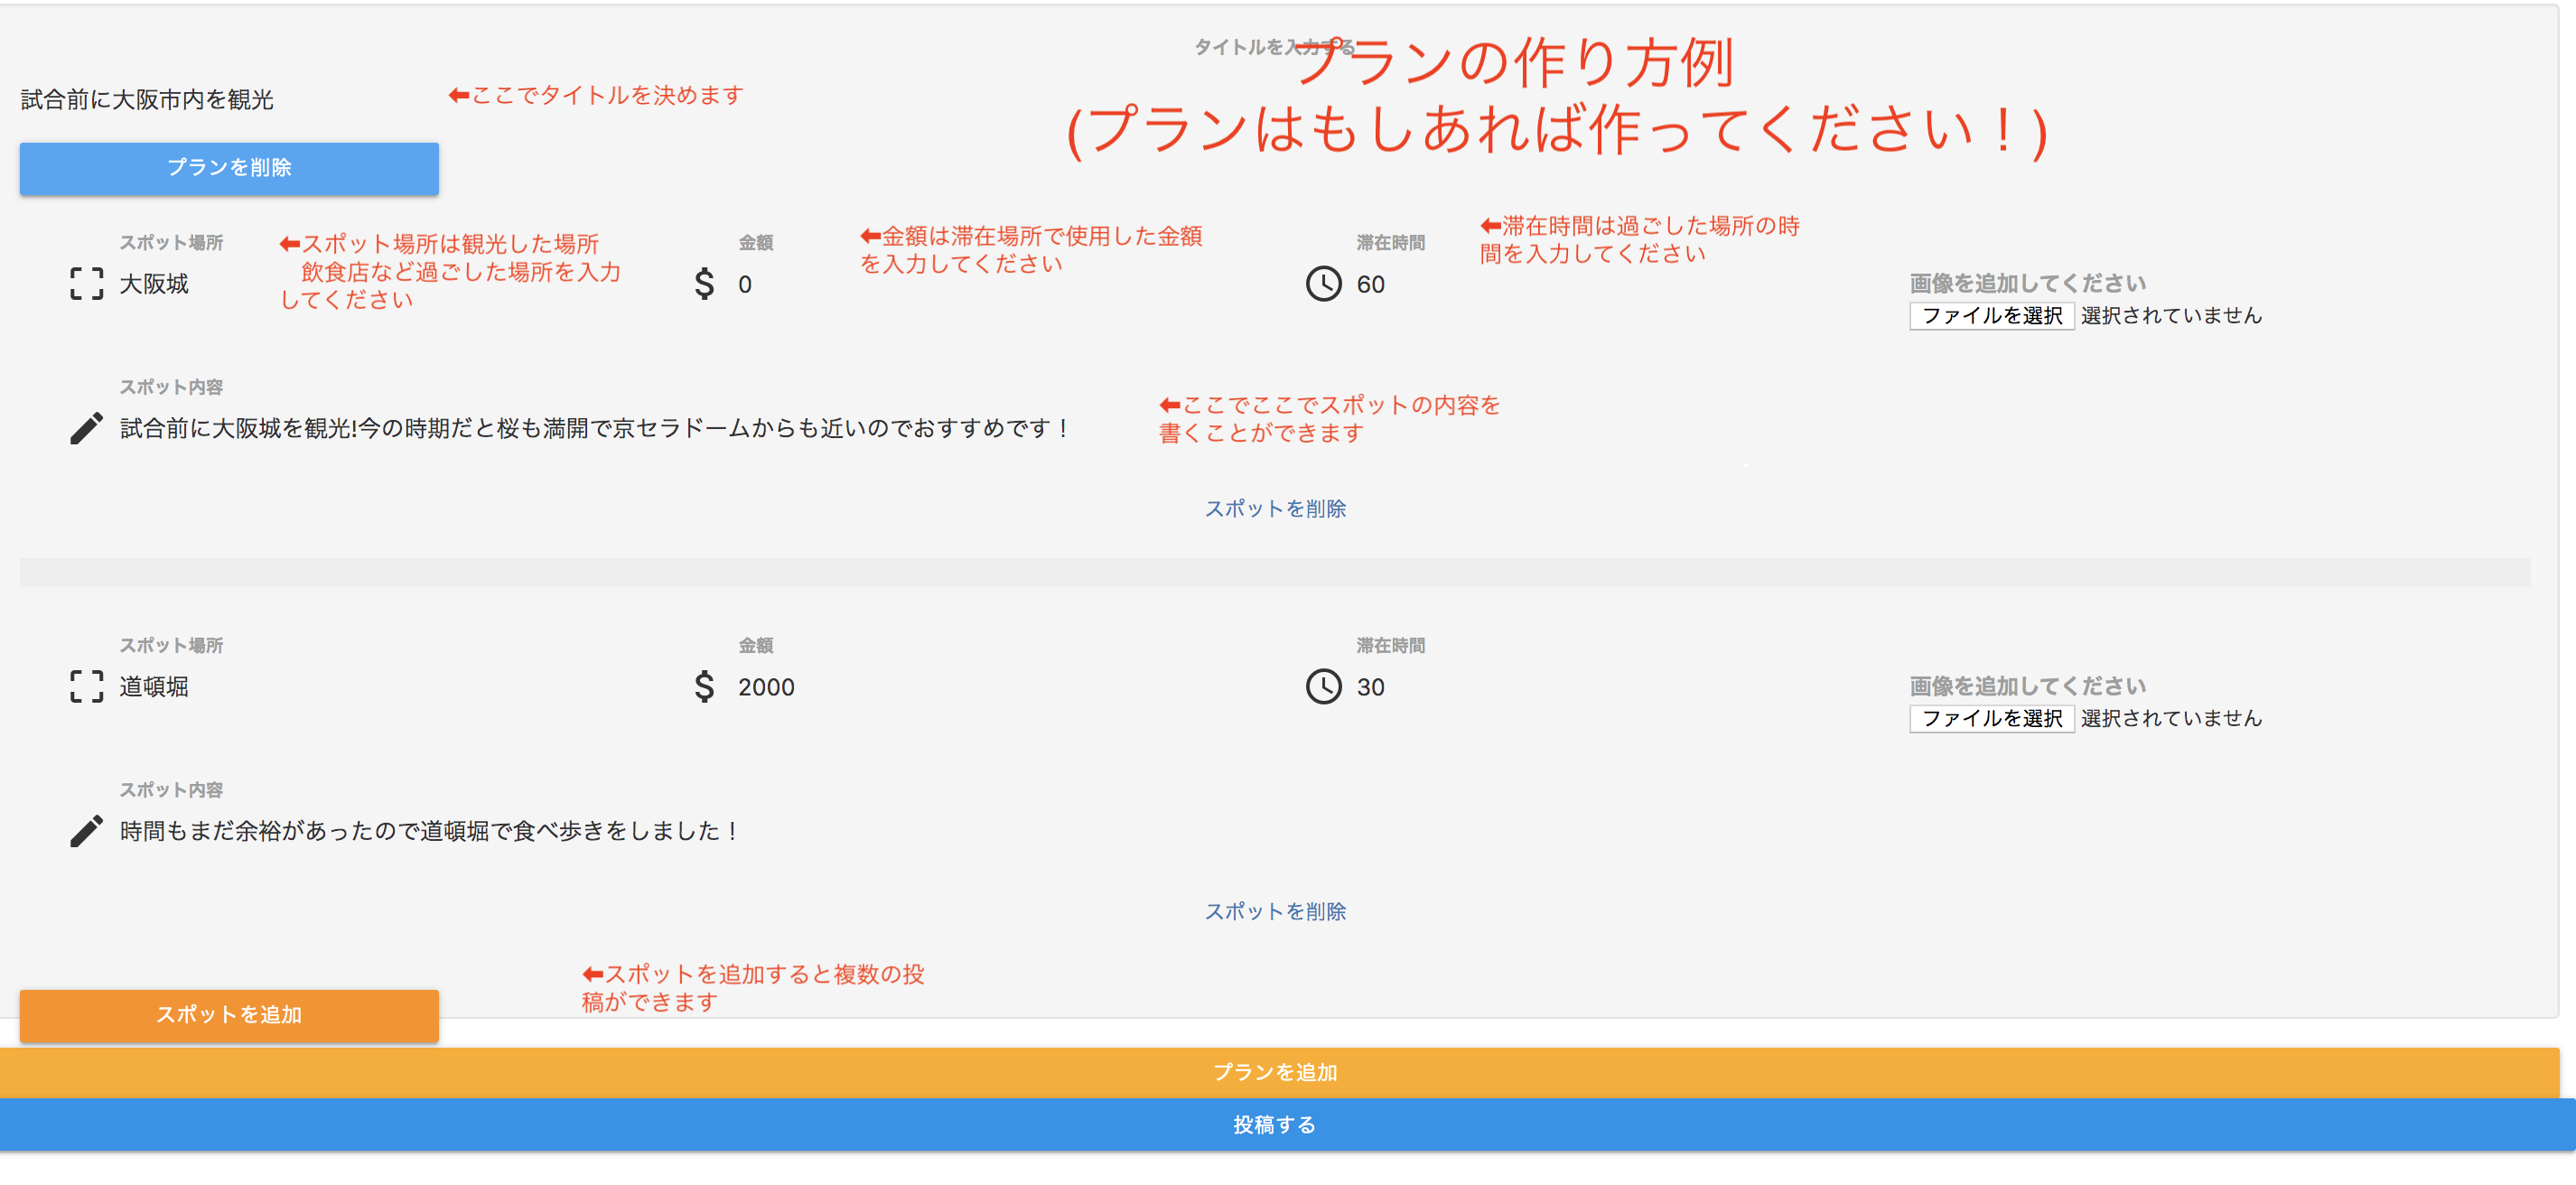 タイトルを入力する
プランの作り方例
(プランはもしあれば作ってください！)
試合前に大阪市内を観光
⬅ここでタイトルを決めます
プランを削除
スポット場所
⬅スポット場所は観光した場所
飲食店など過ごした場所を入力
してください
大阪城
金額
⬅金額は滞在場所で使用した金額
を入力してください
0
滞在時間
⬅滞在時間は過ごした場所の時
間を入力してください
60
画像を追加してください
ファイルを選択 選択されていません
スポット内容
試合前に大阪城を観光!今の時期だと桜も満開で京セラドームからも近いのでおすすめです！
⬅ここでここでスポットの内容を
書くことができます
スポットを削除
スポット場所
道頓堀
金額
2000
滞在時間
30
画像を追加してください
ファイルを選択 選択されていません
スポット内容
時間もまだ余裕があったので道頓堀で食べ歩きをしました！
スポットを削除
⬅スポットを追加すると複数の投
稿ができます
スポットを追加
プランを追加
投稿する